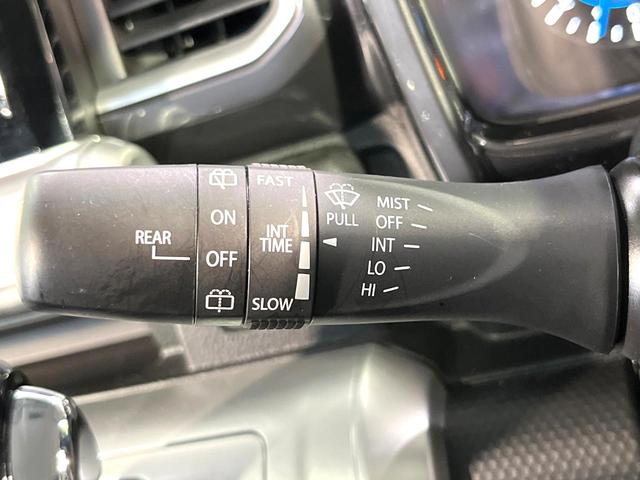 REAR
ON
OFF
FAST
INT
TIME
SLOW
PULL
MIST
OFF
INT
LO
HI